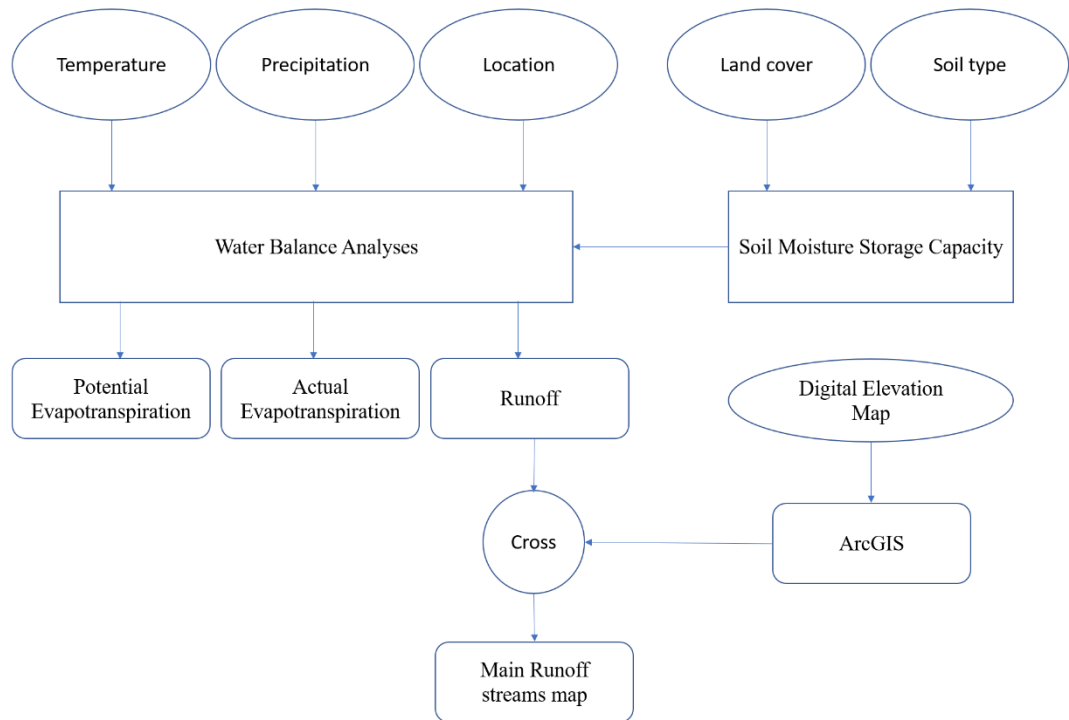 Temperature
Precipitation
Location
Land cover
Soil type
Water Balance Analyses
Soil Moisture Storage Capacity
Potential
Evapotranspiration
Actual
Evapotranspiration
Runoff
Digital Elevation
Map
Cross
ArcGIS
Main Runoff
streams map